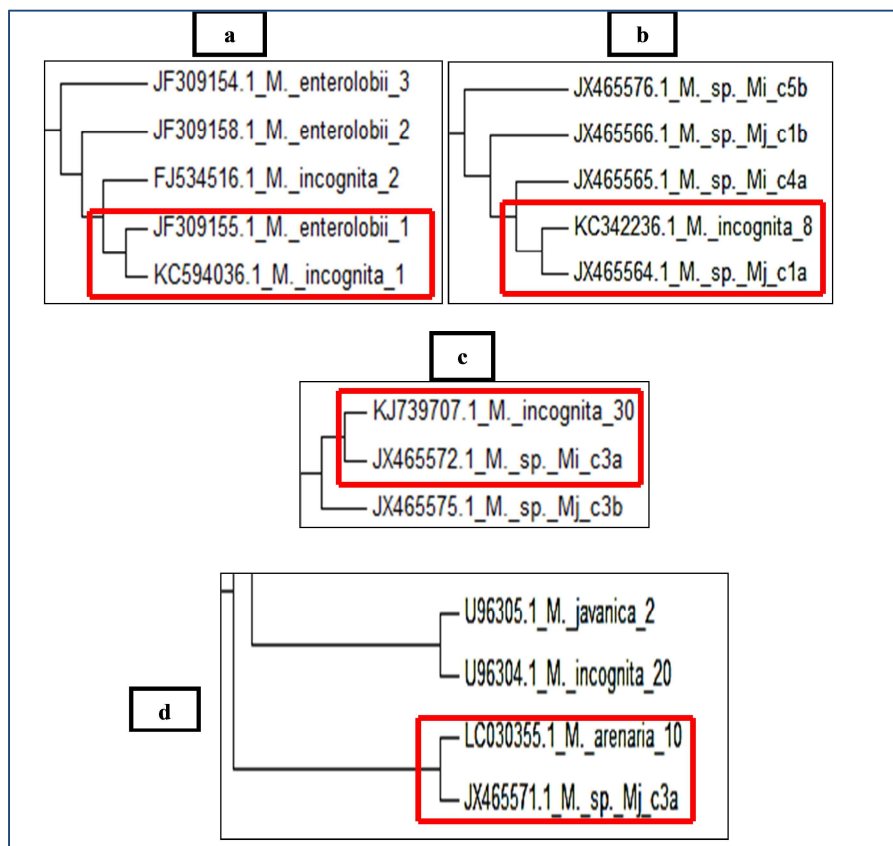 a
JF309154.1_M._enterolobii_3
JF309158.1_M._enterolobii_2
FJ534516.1_M._incognita_2
JF309155.1_M._enterolobii_1
KC594036.1_M._incognita_1
b
JX465576.1_M._sp._Mi_c5b
JX465566.1_M._sp._Mj_c1b
JX465565.1_M._sp._Mi_c4a
KC342236.1_M._incognita_8
JX465564.1_M._sp._Mj_c1a
c
KJ739707.1_M._incognita_30
JX465572.1_M._sp._Mi_c3a
JX465575.1_M._sp._Mj_c3b
d
U96305.1_M._javanica_2
U96304.1_M._incognita_20
LC030355.1_M._arenaria_10
JX465571.1_M._sp._Mj_c3a